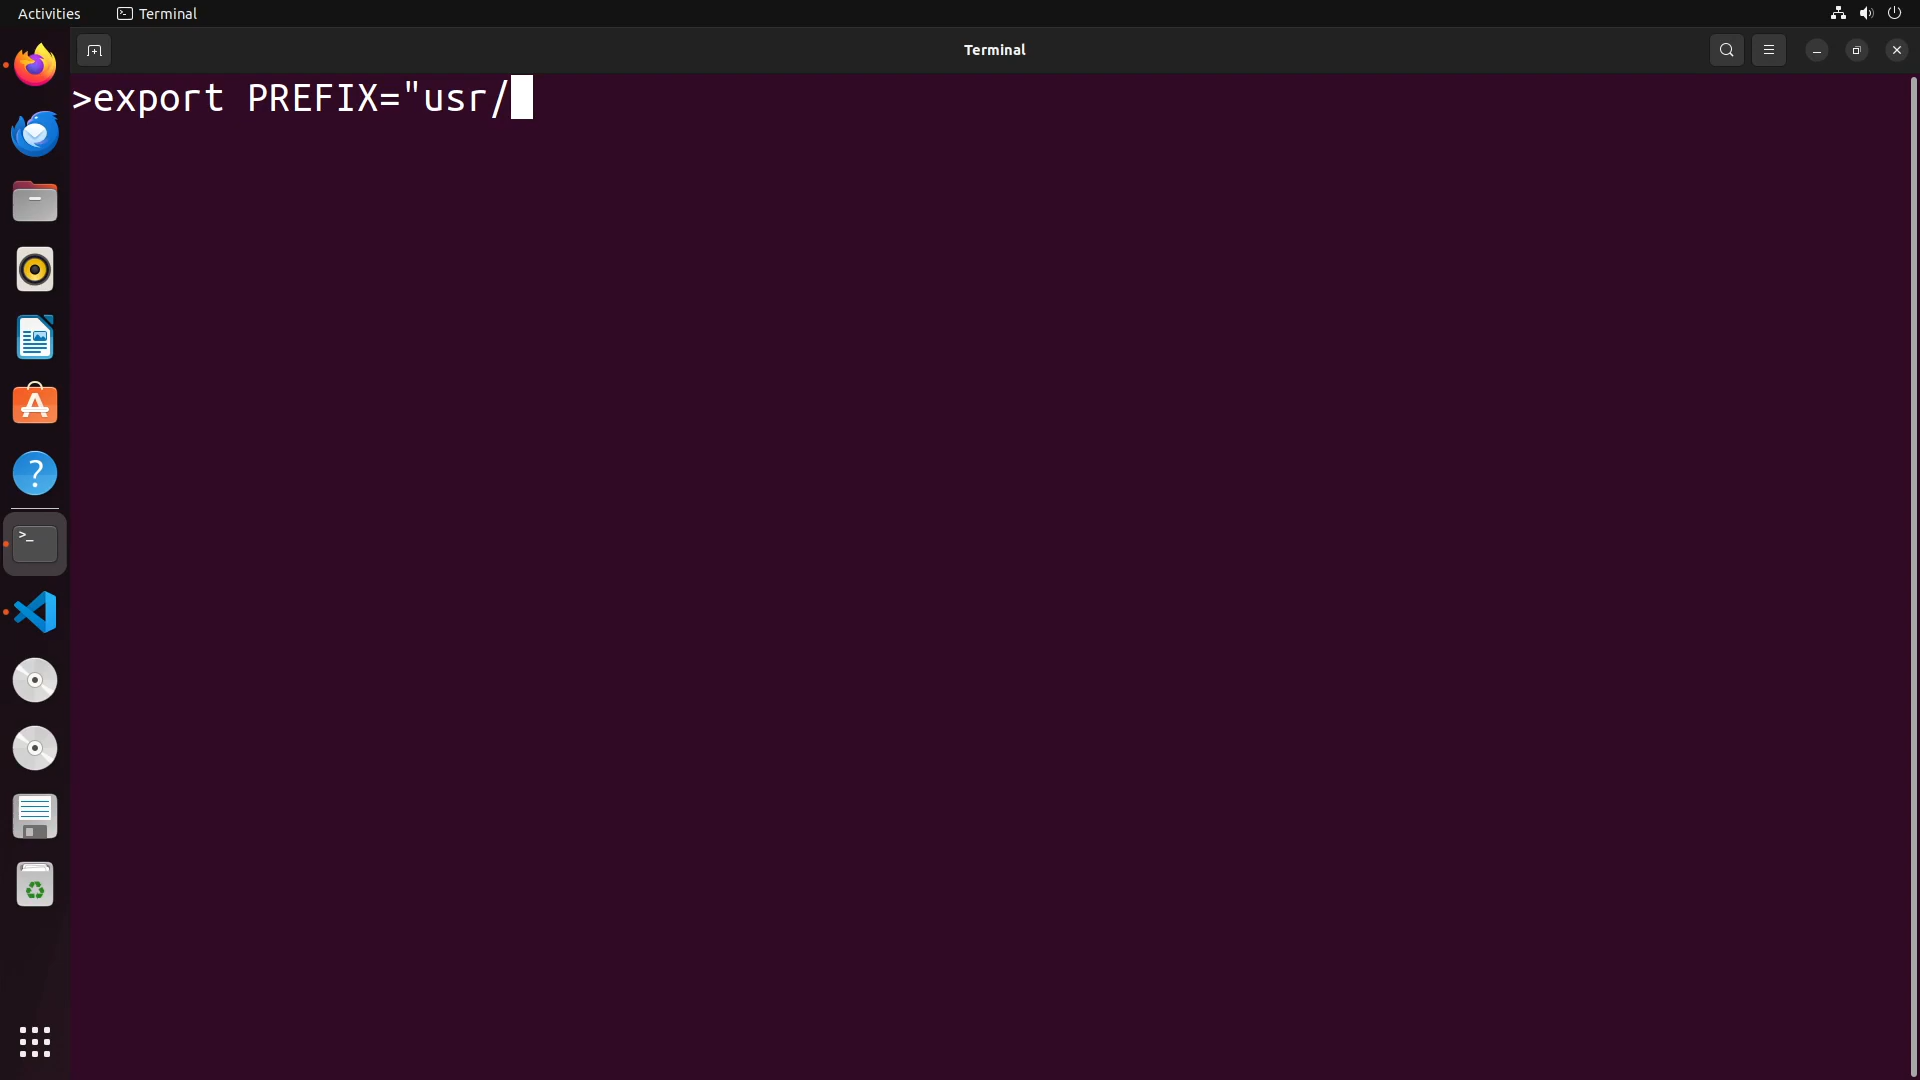 Activities
Terminal
Terminal
>export PREFIX="usr/